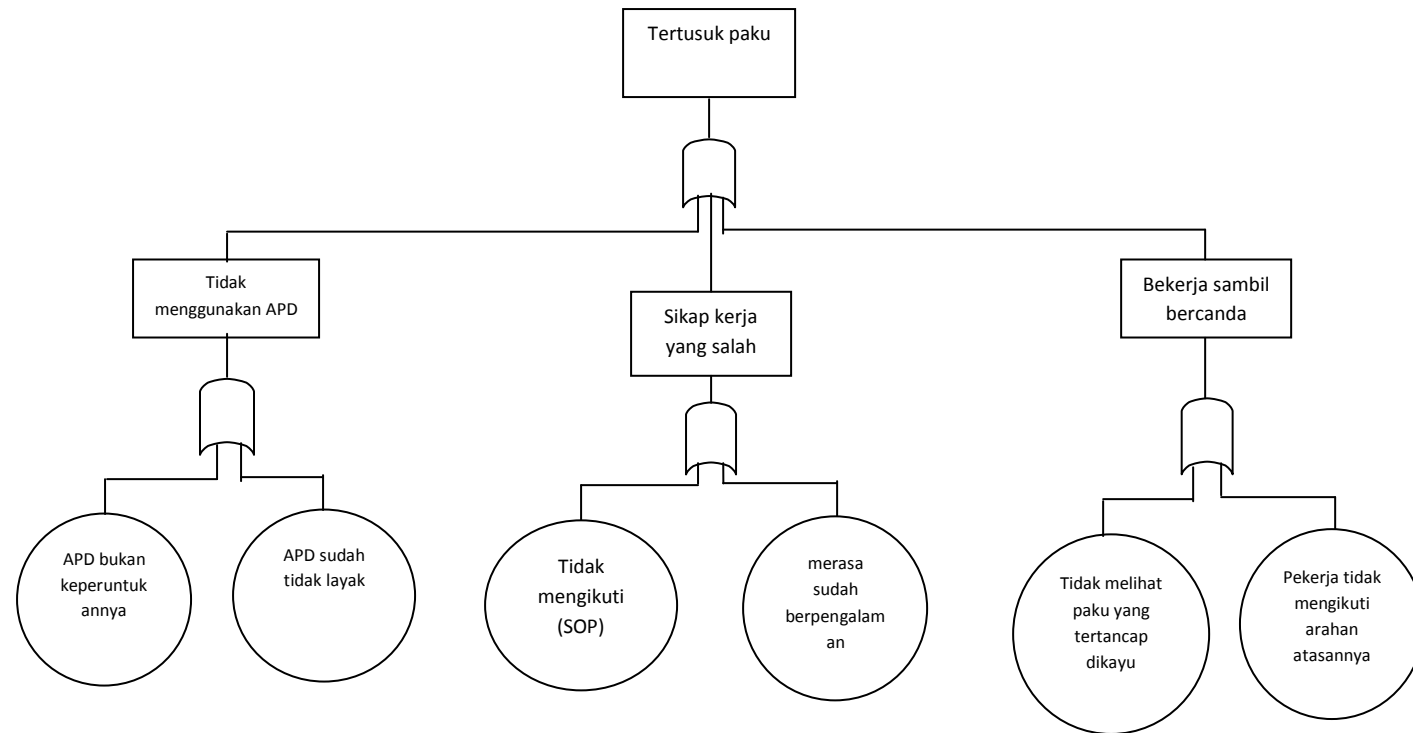 Tertusuk paku
Tidak
menggunakan APD
Sikap kerja
yang salah
Bekerja sambil
bercanda
APD bukan
keperuntuk
annya
APD sudah
tidak layak
Tidak
mengikuti
(SOP)
merasa
sudah
berpengalam
an
Tidak melihat
paku yang
tertancap
dikayu
Pekerja tidak
mengikuti
arahan
atasannya